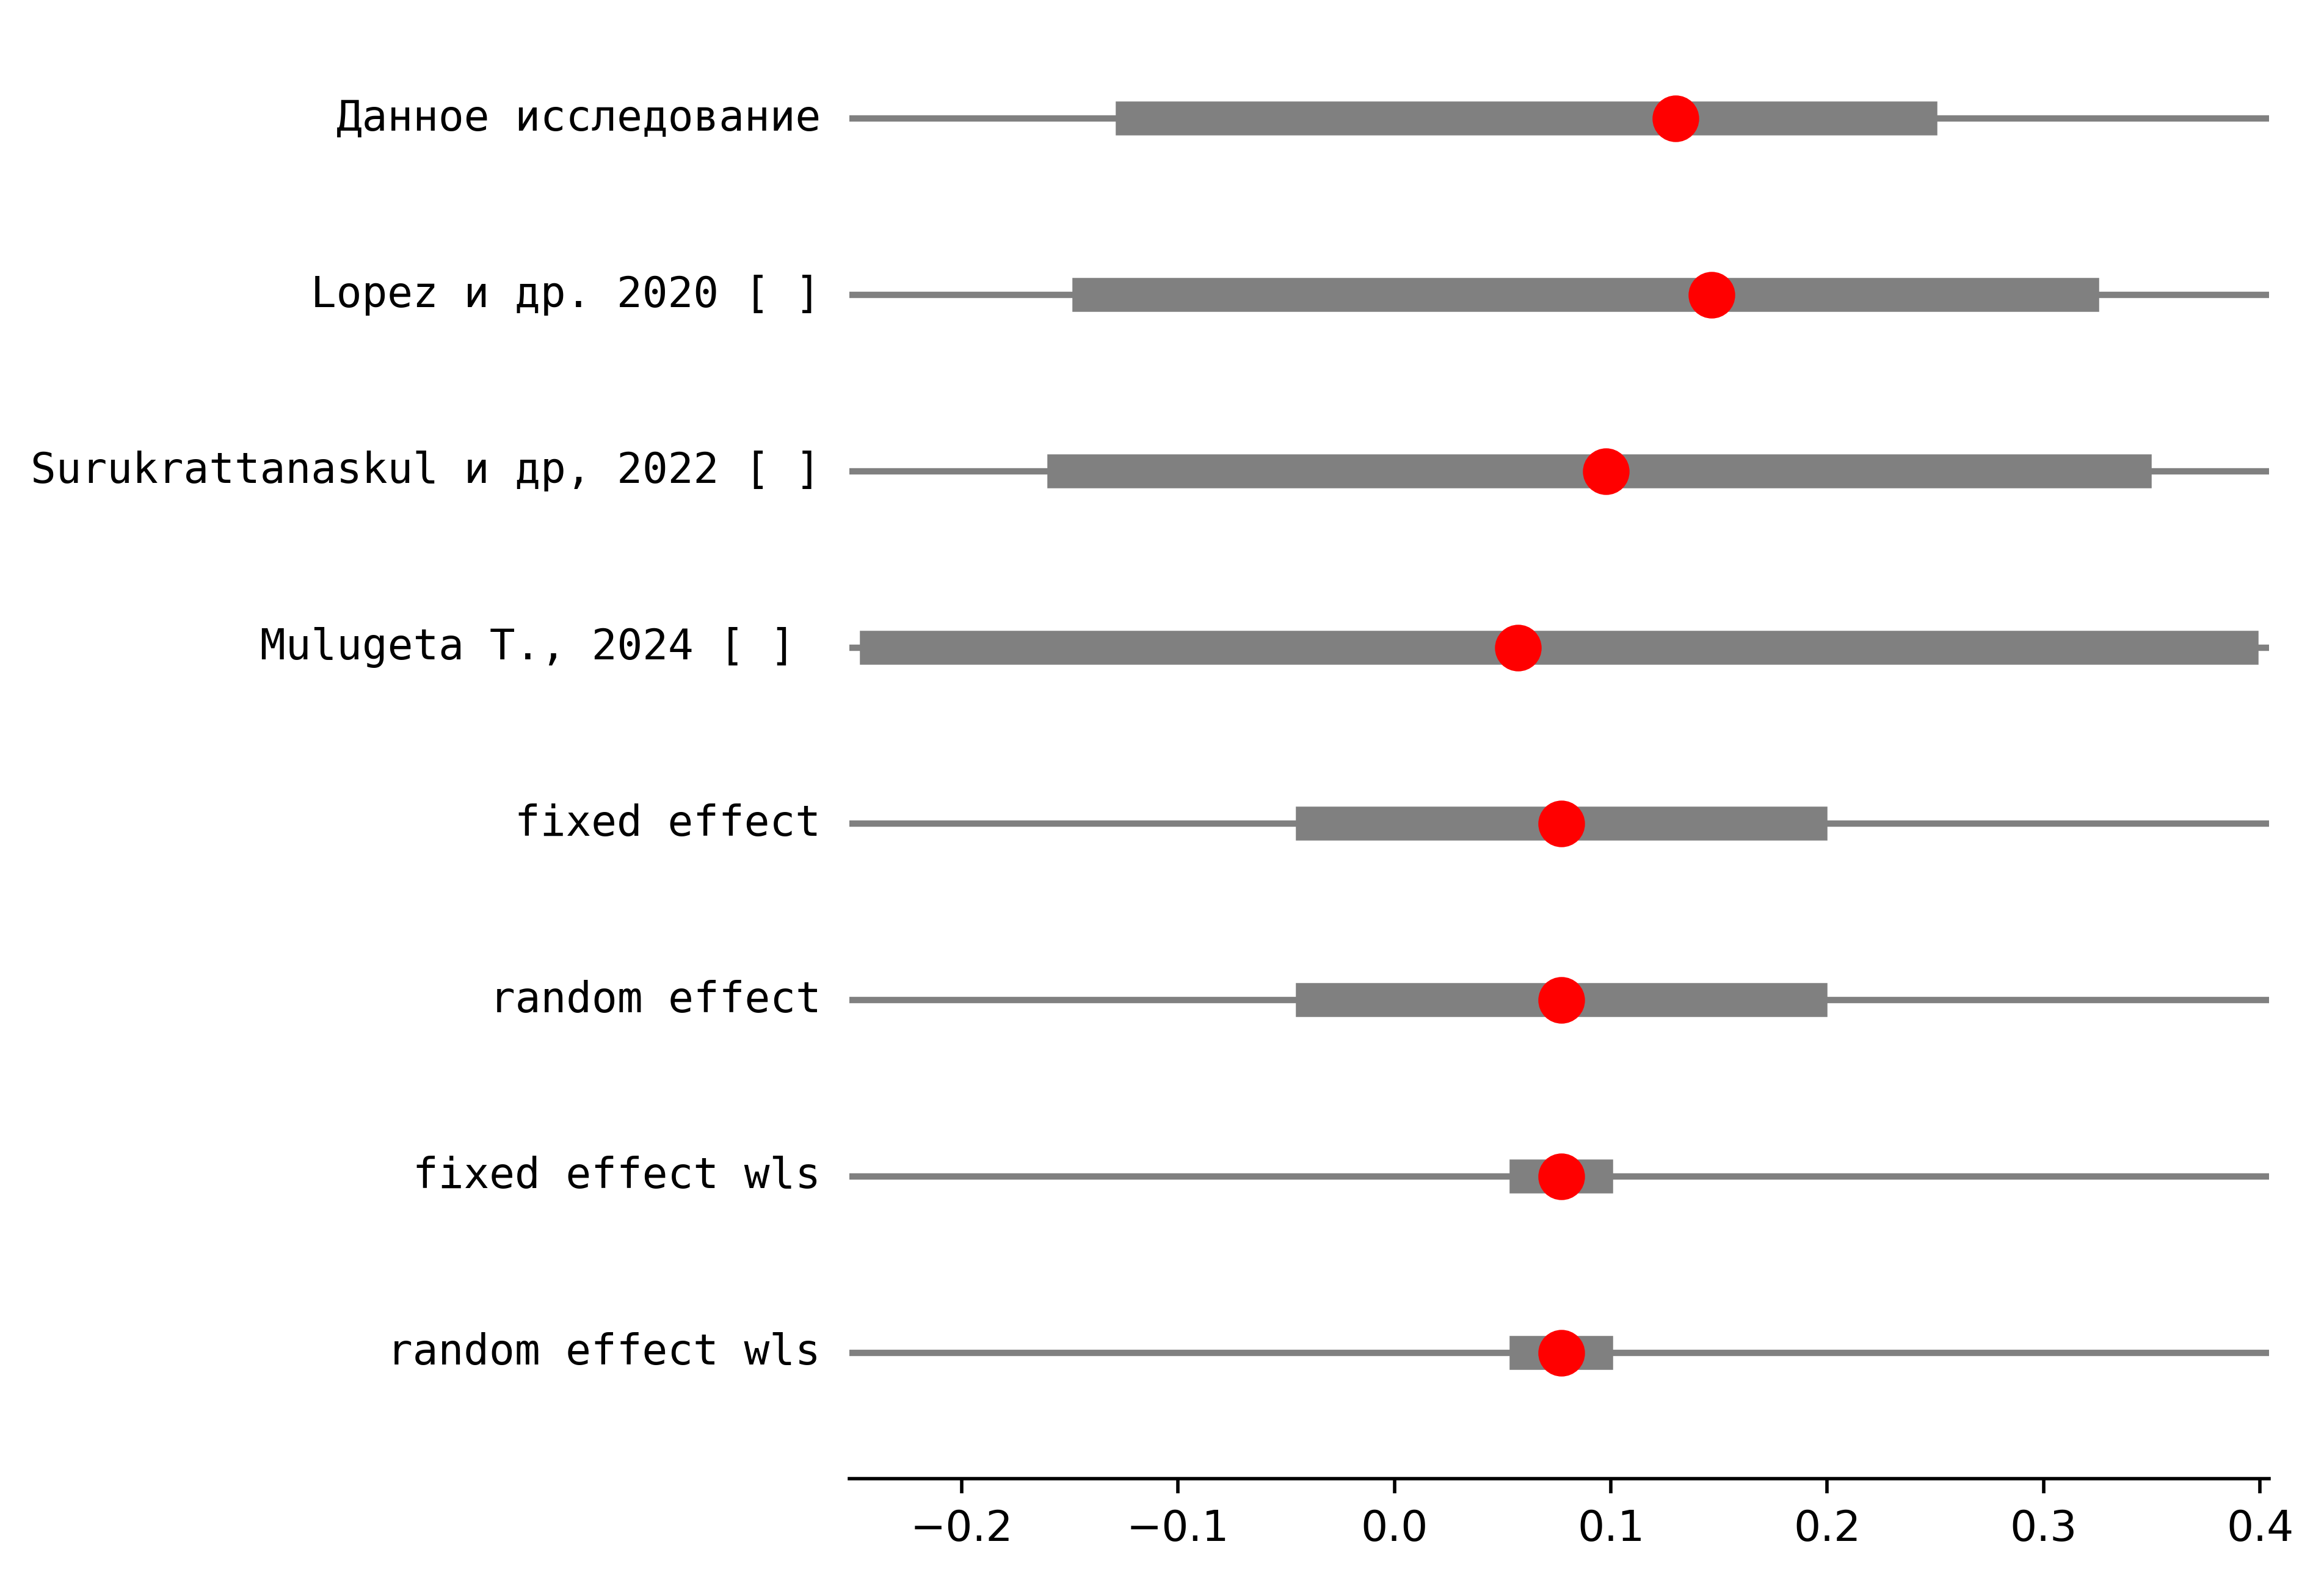 Данное исследование
Lopez и др. 2020 [ ]
Surukrattanaskul и др, 2022 [ ]
Mulugeta T., 2024 [ ]
fixed effect
random effect
fixed effect wls
random effect wls
−0.2 −0.1 0.0 0.1 0.2 0.3 0.4